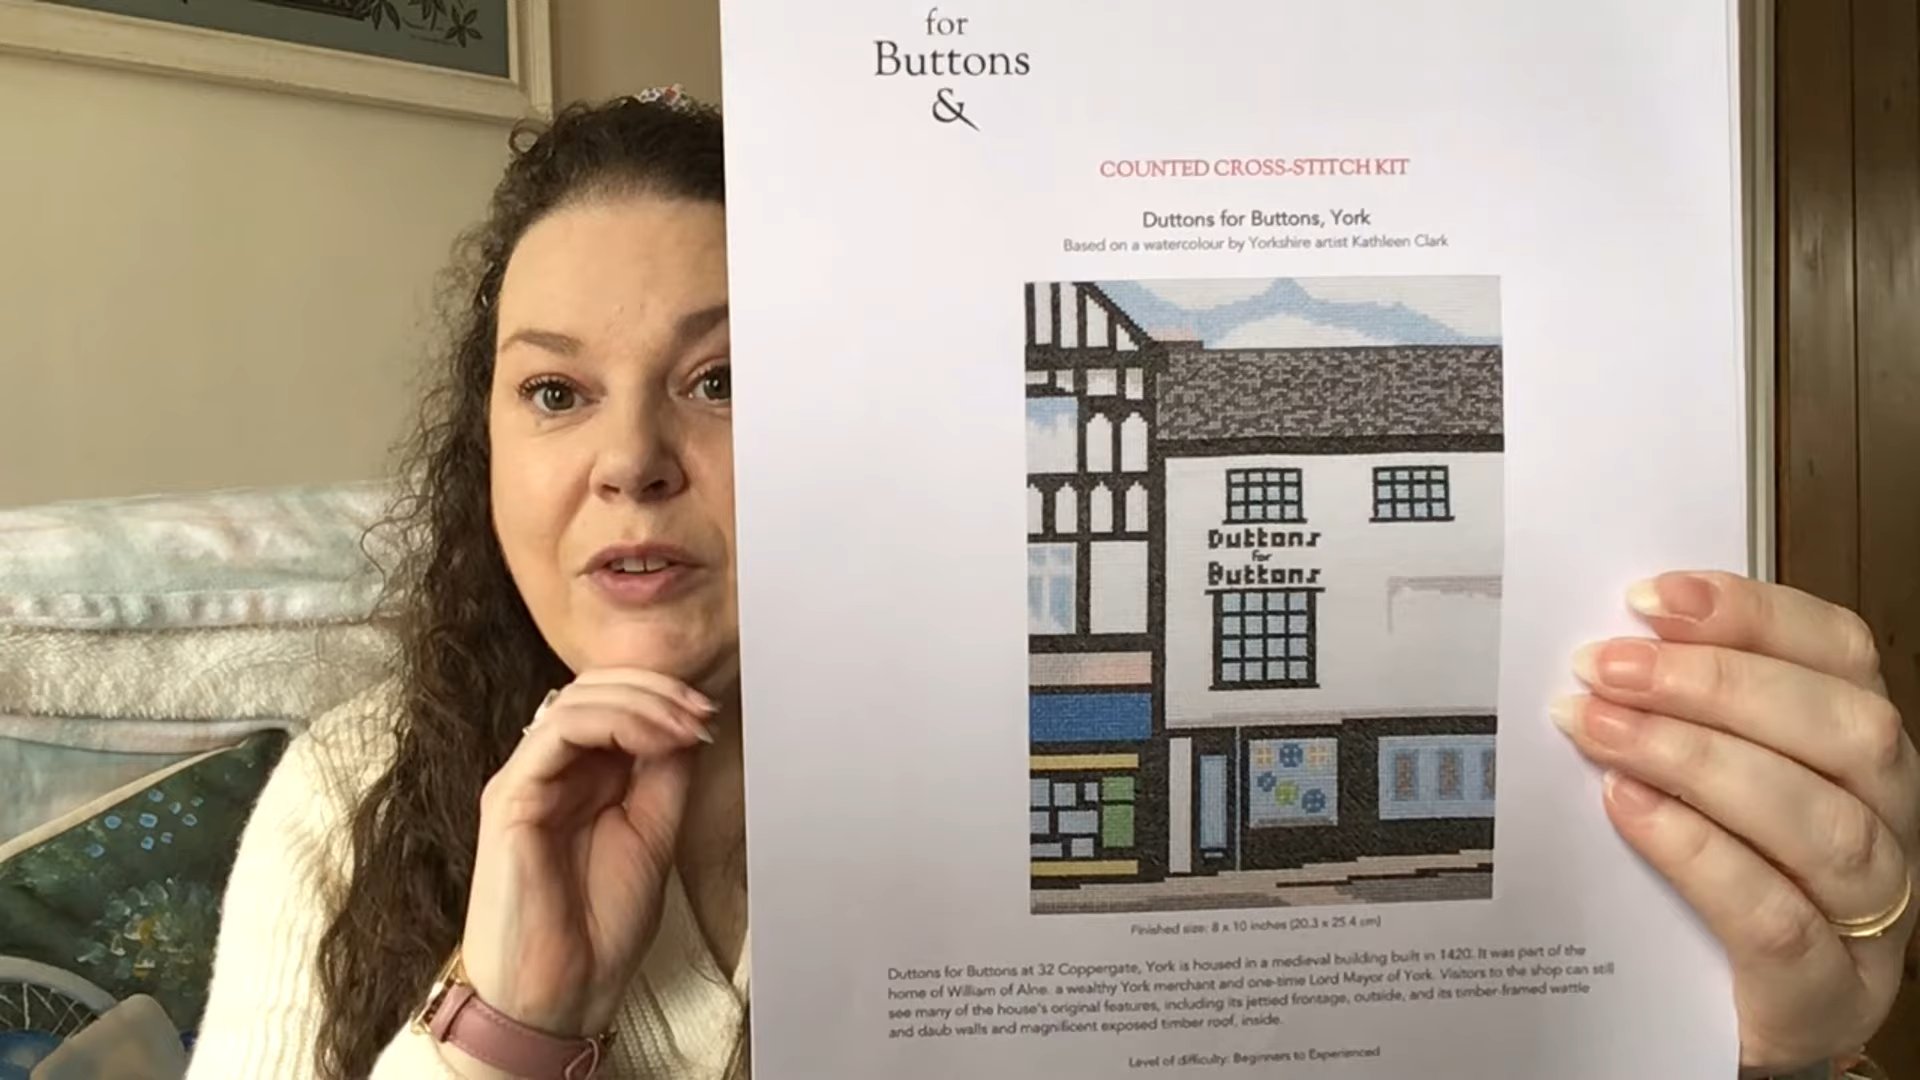 for
Buttons
&
COUNTED CROSS-STITCH KIT
Duttons for Buttons, York
Based on a watercolour by Yorkshire artist Kathleen Clark
Duttons
for
Buttons
Finished size: 8 x 10 inches (20.3 x 25.4 cm)
Duttons for Buttons at 32 Coppergate, York is housed in a medieval building built in 1420. It was part of the
home of William of Alne, a wealthy York merchant and one-time Lord Mayor of York. Visitors to the shop can still
see many of the house's original features, including its jettied frontage, outside, and its timber-framed wattle
and daub walls and magnificent exposed timber roof, inside.
Level of difficulty: Beginners to Experienced